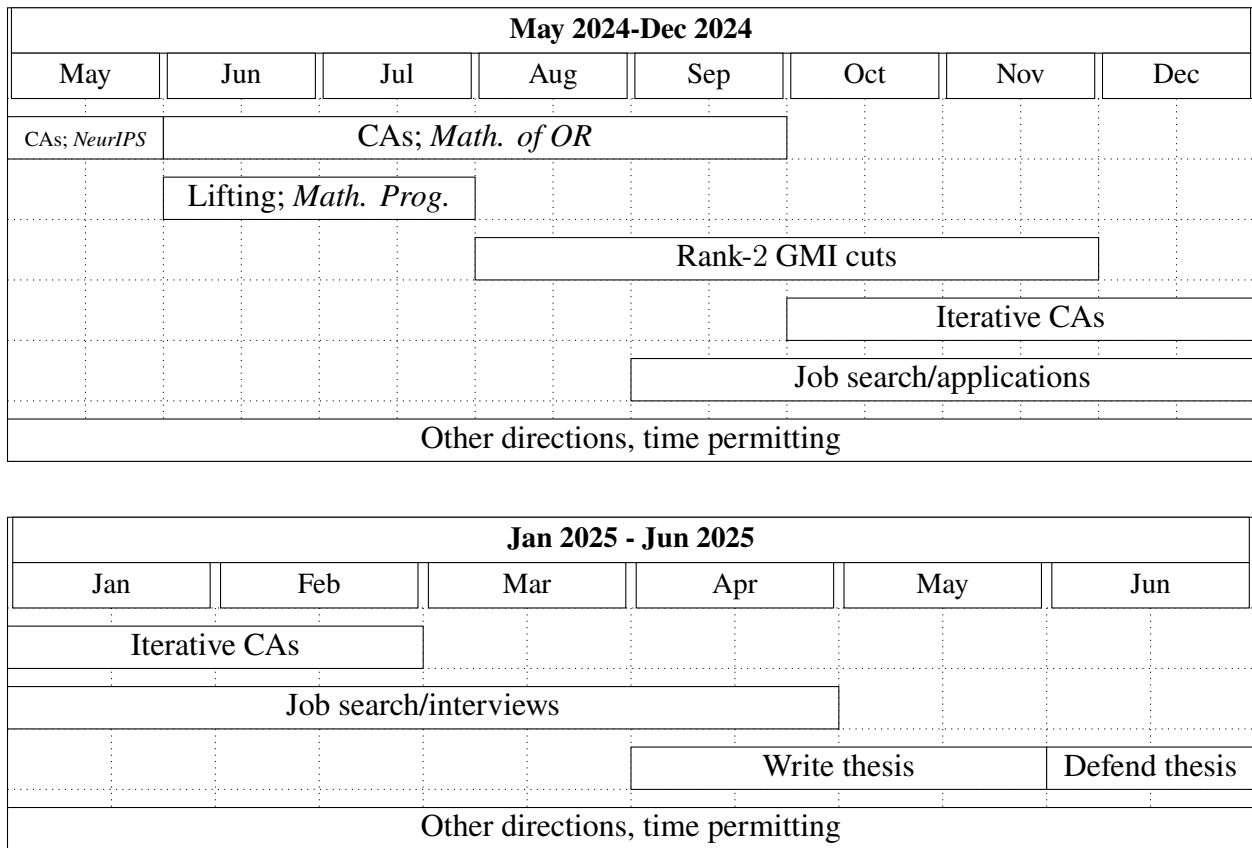 May 2024-Dec 2024
May Jun Jul Aug Sep Oct Nov Dec
CAs; NeurIPS CAs; Math. of OR
Lifting; Math. Prog.
Rank-2 GMI cuts
Iterative CAs
Job search/applications
Other directions, time permitting
Jan 2025 - Jun 2025
Jan Feb Mar Apr May Jun
Iterative CAs
Job search/interviews
Write thesis Defend thesis
Other directions, time permitting